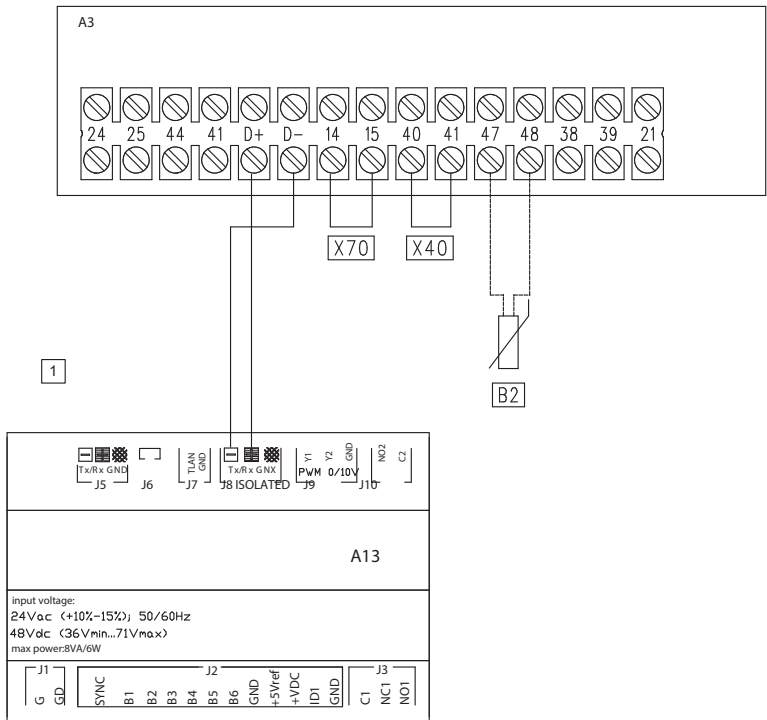 A3
24 25 44 41 D+ D- 14 15 40 41 47 48 38 39 21
X70 X40
B2
1
Tx/Rx GND
J5
J6
TLAN
GND
J7
Tx/Rx GNX
J8 ISOLATED
Y1
Y2
GND
PWM 0/10V
J9
NO2
C2
J10
A13
input voltage:
24Vac (+10%-15%); 50/60Hz
48Vdc (36Vmin...71Vmax)
max power:8VA/6W
J1
G
GD
J2
SYNC
B1
B2
B3
B4
B5
B6
GND
+5Vref
+VDC
ID1
GND
J3
C1
NC1
NO1